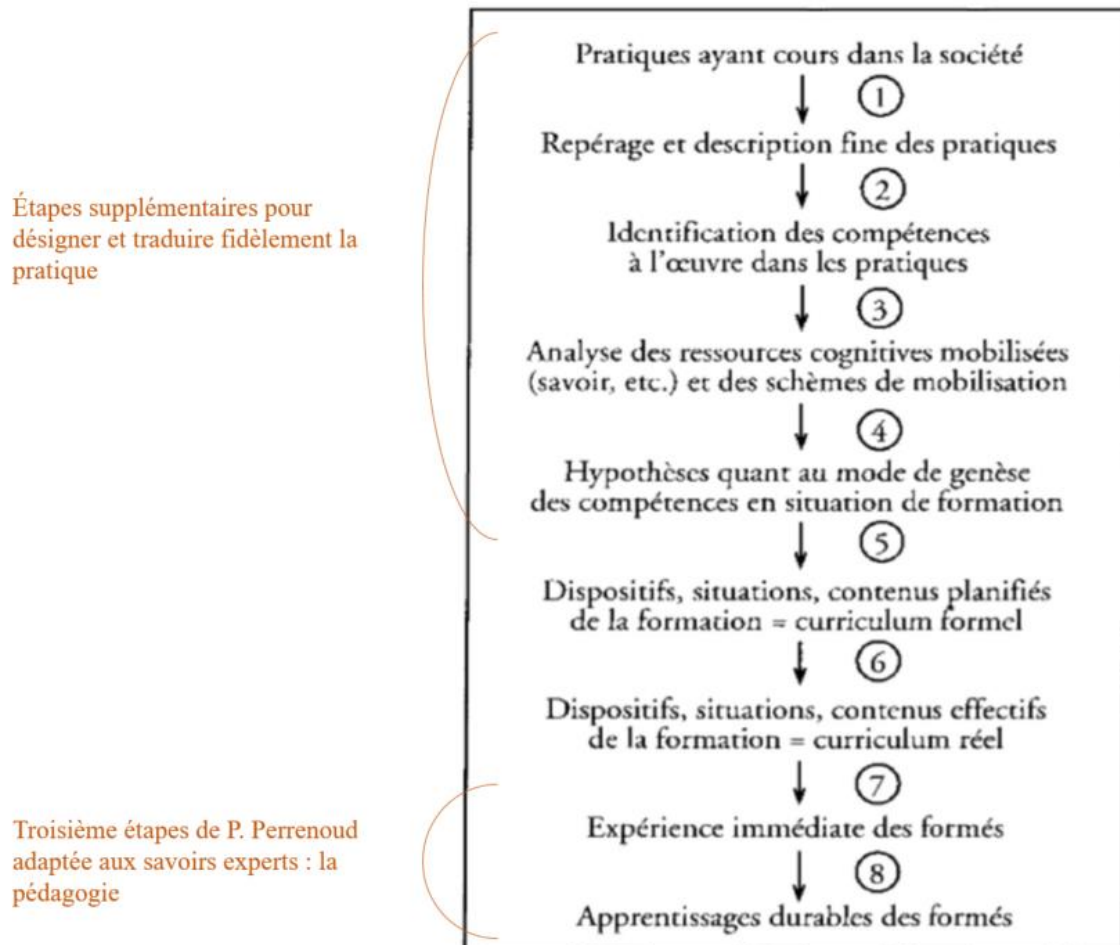 Pratiques ayant cours dans la société
1
Repérage et description fine des pratiques
2
Identification des compétences
à l'œuvre dans les pratiques
3
Analyse des ressources cognitives mobilisées
(savoir, etc.) et des schèmes de mobilisation
4
Hypothèses quant au mode de genèse
des compétences en situation de formation
5
Dispositifs, situations, contenus planifiés
de la formation = curriculum formel
6
Dispositifs, situations, contenus effectifs
de la formation = curriculum réel
7
Expérience immédiate des formés
8
Apprentissages durables des formés
Étapes supplémentaires pour
désigner et traduire fidèlement la
pratique
Troisième étapes de P. Perrenoud
adaptée aux savoirs experts : la
pédagogie